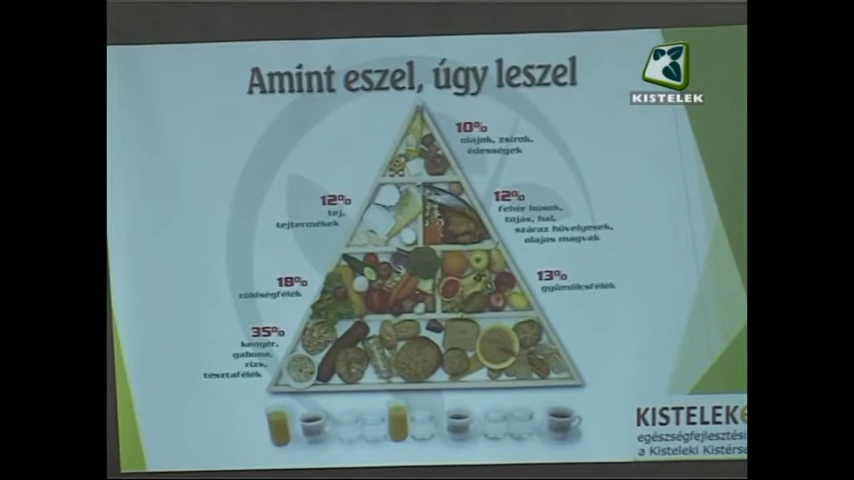 Amint eszel, úgy leszel
KISTELEK
10%
olajok, zsírok,
édességek
12%
tej,
tejtermékek
12%
fehér húsok,
tojás, hal,
száraz hüvelyesek,
olajos magvak
18%
zöldségfélék
13%
gyümölcsfélék
35%
kenyér,
gabona,
rizs,
tésztafélék
KISTELEK
egészségfejlesztési
a Kisteleki Kistérsé